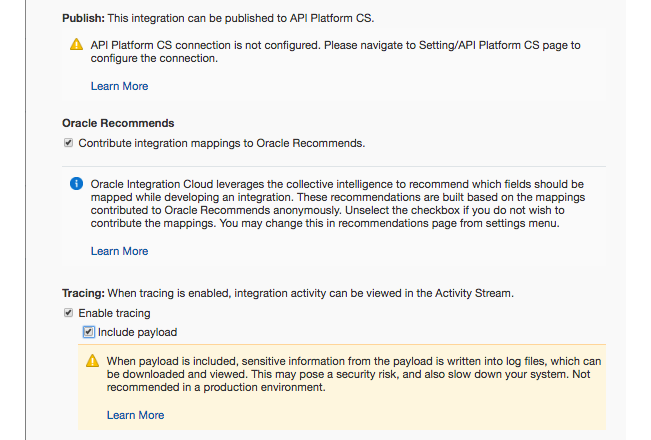 Publish: This integration can be published to API Platform CS.
API Platform CS connection is not configured. Please navigate to Setting/API Platform CS page to
configure the connection.
Learn More
Oracle Recommends
Contribute integration mappings to Oracle Recommends.
Oracle Integration Cloud leverages the collective intelligence to recommend which fields should be
mapped while developing an integration. These recommendations are built based on the mappings
contributed to Oracle Recommends anonymously. Unselect the checkbox if you do not wish to
contribute the mappings. You may change this in recommendations page from settings menu.
Learn More
Tracing: When tracing is enabled, integration activity can be viewed in the Activity Stream.
Enable tracing
Include payload
When payload is included, sensitive information from the payload is written into log files, which can
be downloaded and viewed. This may pose a security risk, and also slow down your system. Not
recommended in a production environment.
Learn More